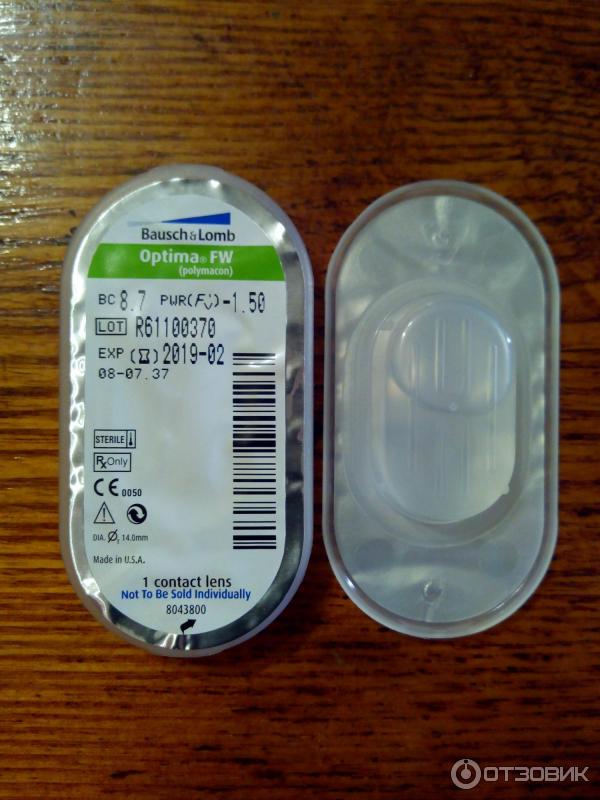 Bausch & Lomb
Optima® FW
(polymacon)
BC 8.7 PWR(Fv)-1.50
LOT R61100370
EXP 2019-02
08-07.37
STERILE
Rx Only
CE 0050
DIA. Ø, 14.0mm
Made in U.S.A.
1 contact lens
Not To Be Sold Individually
8043800
ОТЗОВИК